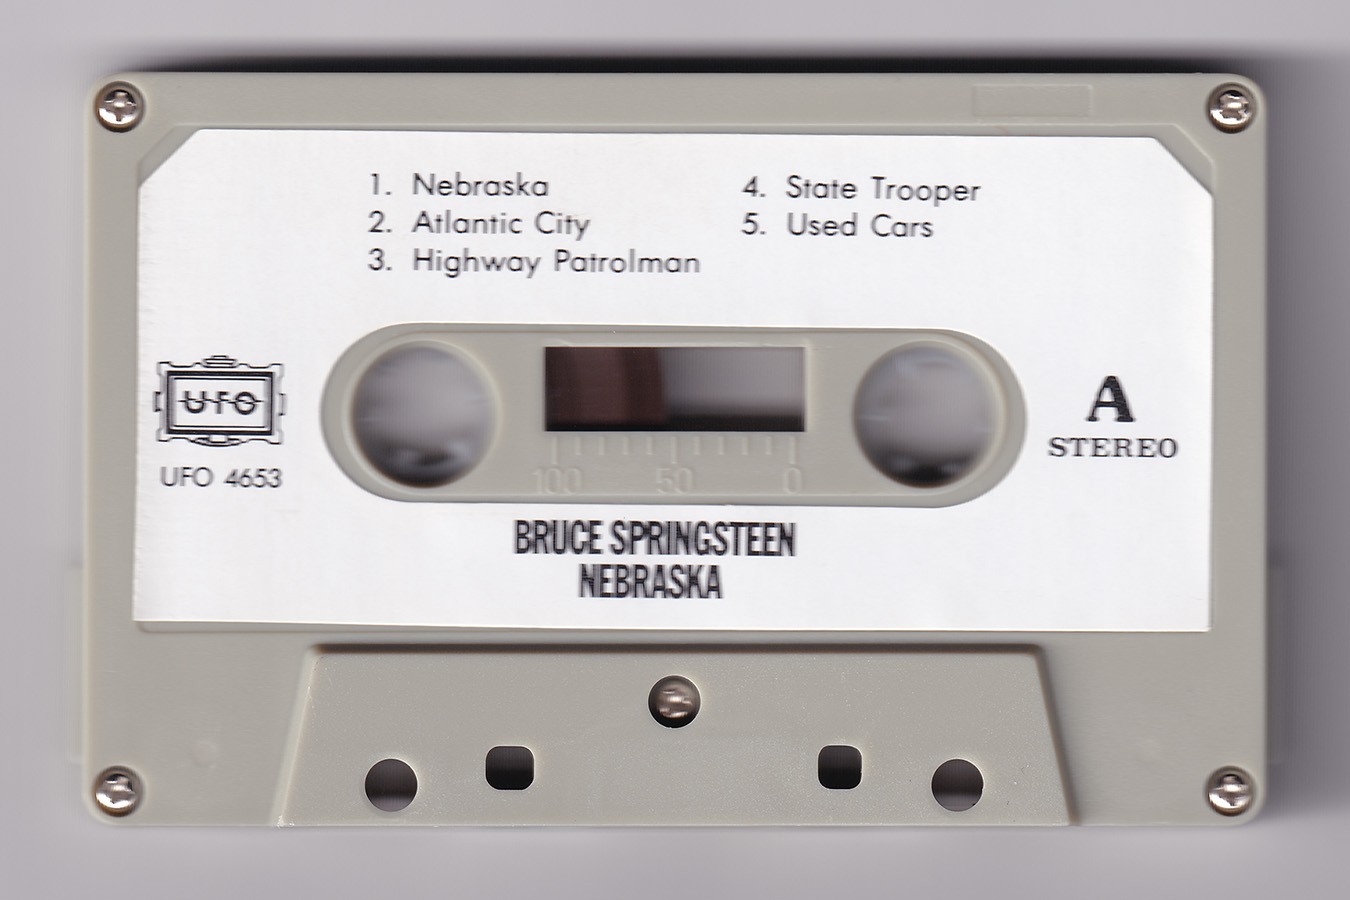 1. Nebraska
2. Atlantic City
3. Highway Patrolman
4. State Trooper
5. Used Cars
UFO
UFO 4653
100 50 0
A
STEREO
BRUCE SPRINGSTEEN
NEBRASKA